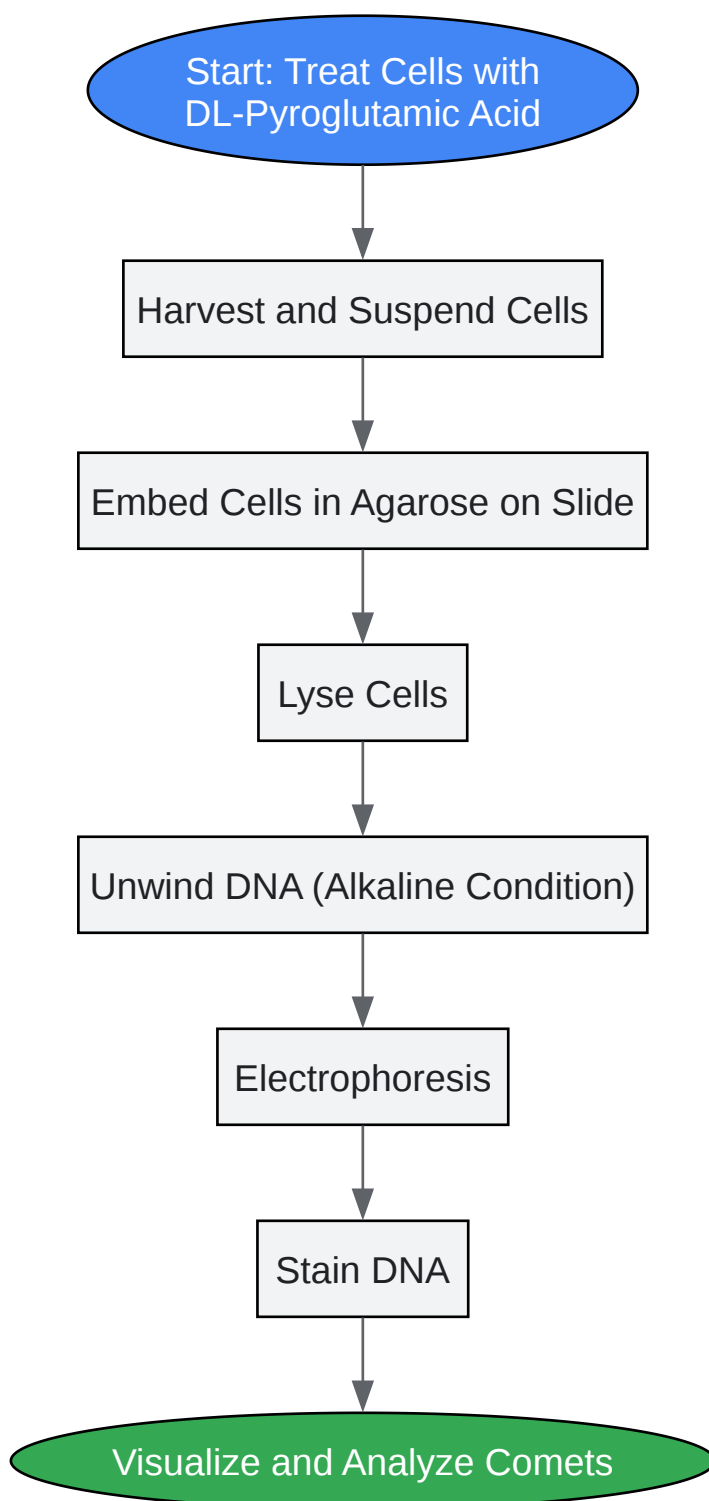 Start: Treat Cells with
DL-Pyroglutamic Acid
Harvest and Suspend Cells
Embed Cells in Agarose on Slide
Lyse Cells
Unwind DNA (Alkaline Condition)
Electrophoresis
Stain DNA
Visualize and Analyze Comets